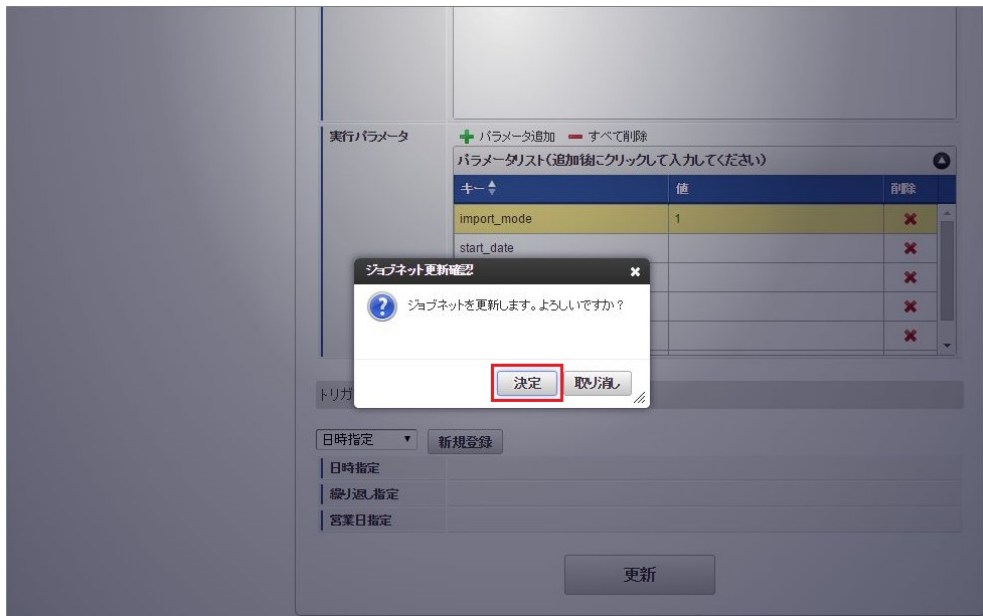 実行パラメータ
パラメータ追加 すべて削除
パラメータリスト(追加後にクリックして入力してください)
キー 値 削除
import_mode 1
start_date
ジョブネット更新確認
ジョブネットを更新します。よろしいですか?
決定 取り消し
トリガ
日時指定 新規登録
日時指定
繰り返し指定
営業日指定
更新